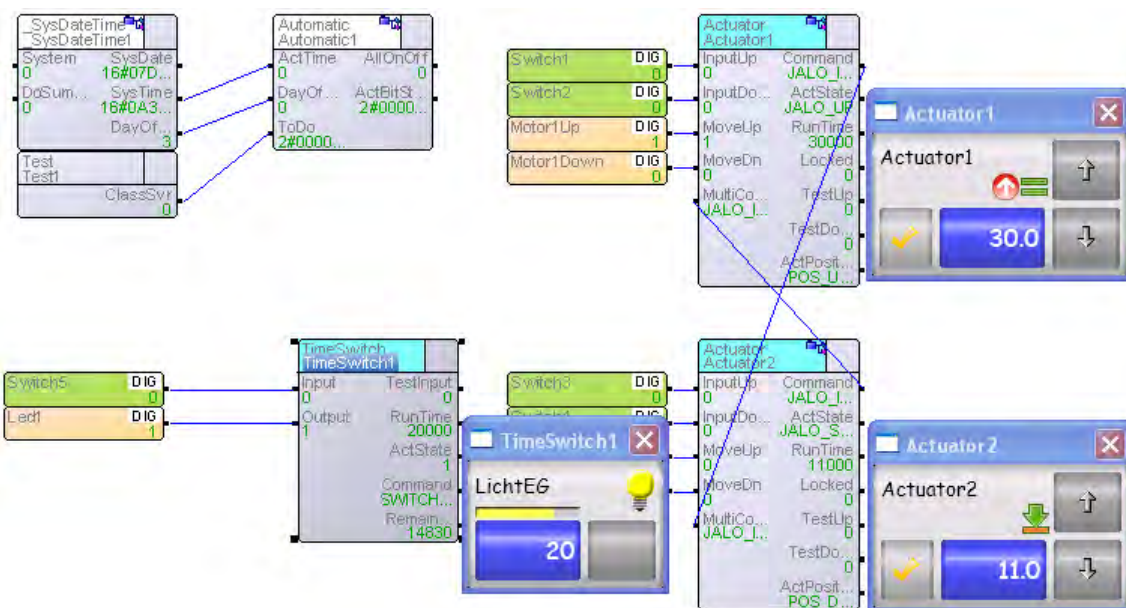 _SysDateTime
_SysDateTime1
System SysDate
0 16#07D...
DoSum... SysTime
0 16#0A3...
DayOf...
3
Test
Test1
ClassSvr
0
Automatic
Automatic1
ActTime AllOnOff
0 0
DayOf... ActBitSt...
0 2#0000...
ToDo
2#0000...
Switch1 DIG
0
Switch2 DIG
0
Motor1Up DIG
1
Motor1Down DIG
0
Actuator
Actuator1
InputUp Command
0 JALO_I...
InputDo... ActState
0 JALO_UP
MoveUp RunTime
1 30000
MoveDn Locked
0 0
MultiCo... TestUp
JALO_I... 0
TestDo...
0
ActPosit...
POS_U...
Actuator1
Actuator1
30.0
Switch5 DIG
0
Led1 DIG
1
TimeSwitch
TimeSwitch1
Input TestInput
0 0
Output RunTime
1 20000
ActState
1
Command
SWITCH...
Remain...
14830
TimeSwitch1
LichtEG
20
Switch3 DIG
0
Actuator
Actuator2
InputUp Command
0 JALO_I...
InputDo... ActState
0 JALO_S...
MoveUp RunTime
0 11000
MoveDn Locked
0 0
MultiCo... TestUp
JALO_I... 0
TestDo...
0
ActPosit...
POS_D...
Actuator2
Actuator2
11.0